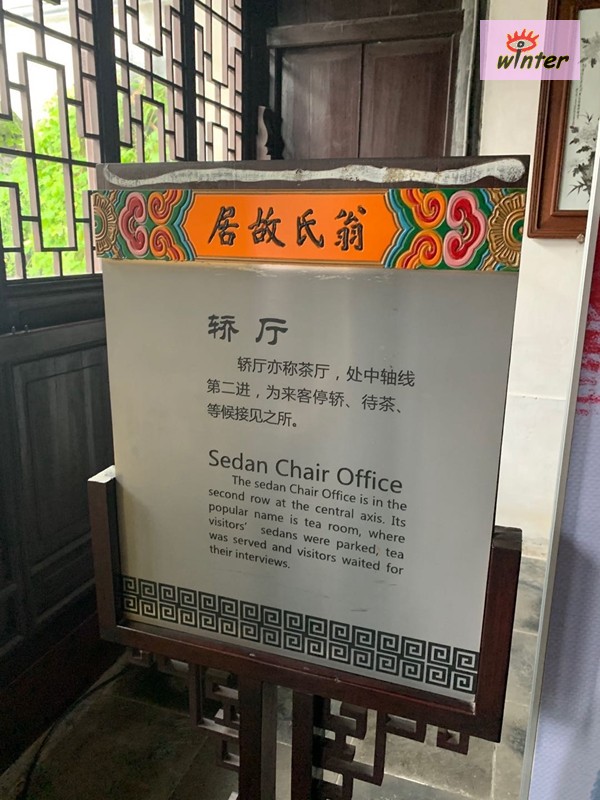 winter
翁氏故居
轿厅
轿厅亦称茶厅，处中轴线
第二进，为来客停轿、待茶、
等候接见之所。
Sedan Chair Office
The sedan Chair Office is in the
second row at the central axis. Its
popular name is tea room, where
visitors' sedans were parked, tea
was served and visitors waited for
their interviews.